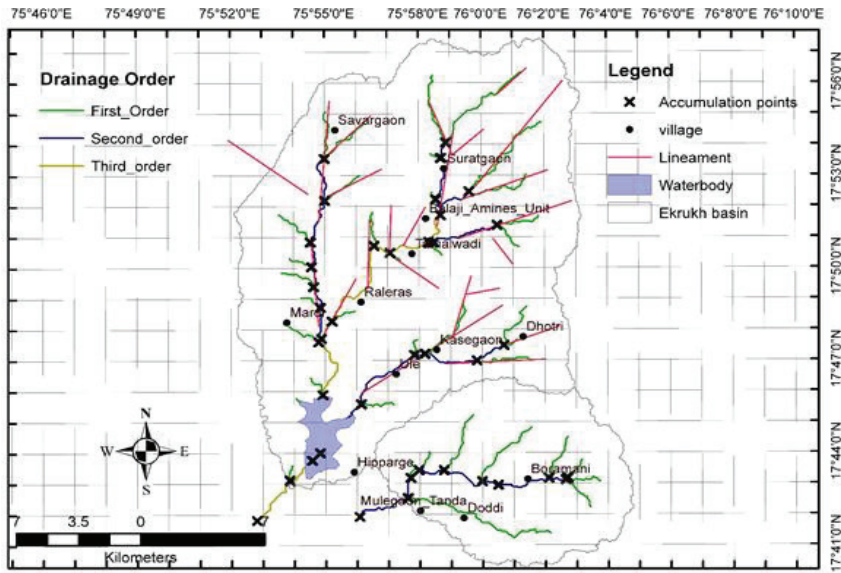 75°46'0"E 75°49'0"E 75°52'0"E 75°55'0"E 75°58'0"E 76°0'0"E 76°2'0"E 76°4'0"E 76°6'0"E 76°8'0"E 76°10'0"E
Drainage Order
First_Order
Second_order
Third_order
Legend
Accumulation points
village
Lineament
Waterbody
Ekrukh basin
Savargaon
Suratgaon
Balaji_Amines_Unit
Raleras
Kasegaon
Dhotri
Ule
Hipparge
Boramani
Mulegaon_Tanda
Doddi
N
W E
S
7 3.5 0 7
Kilometers
17°56'0"N
17°53'0"N
17°50'0"N
17°47'0"N
17°44'0"N
17°41'0"N